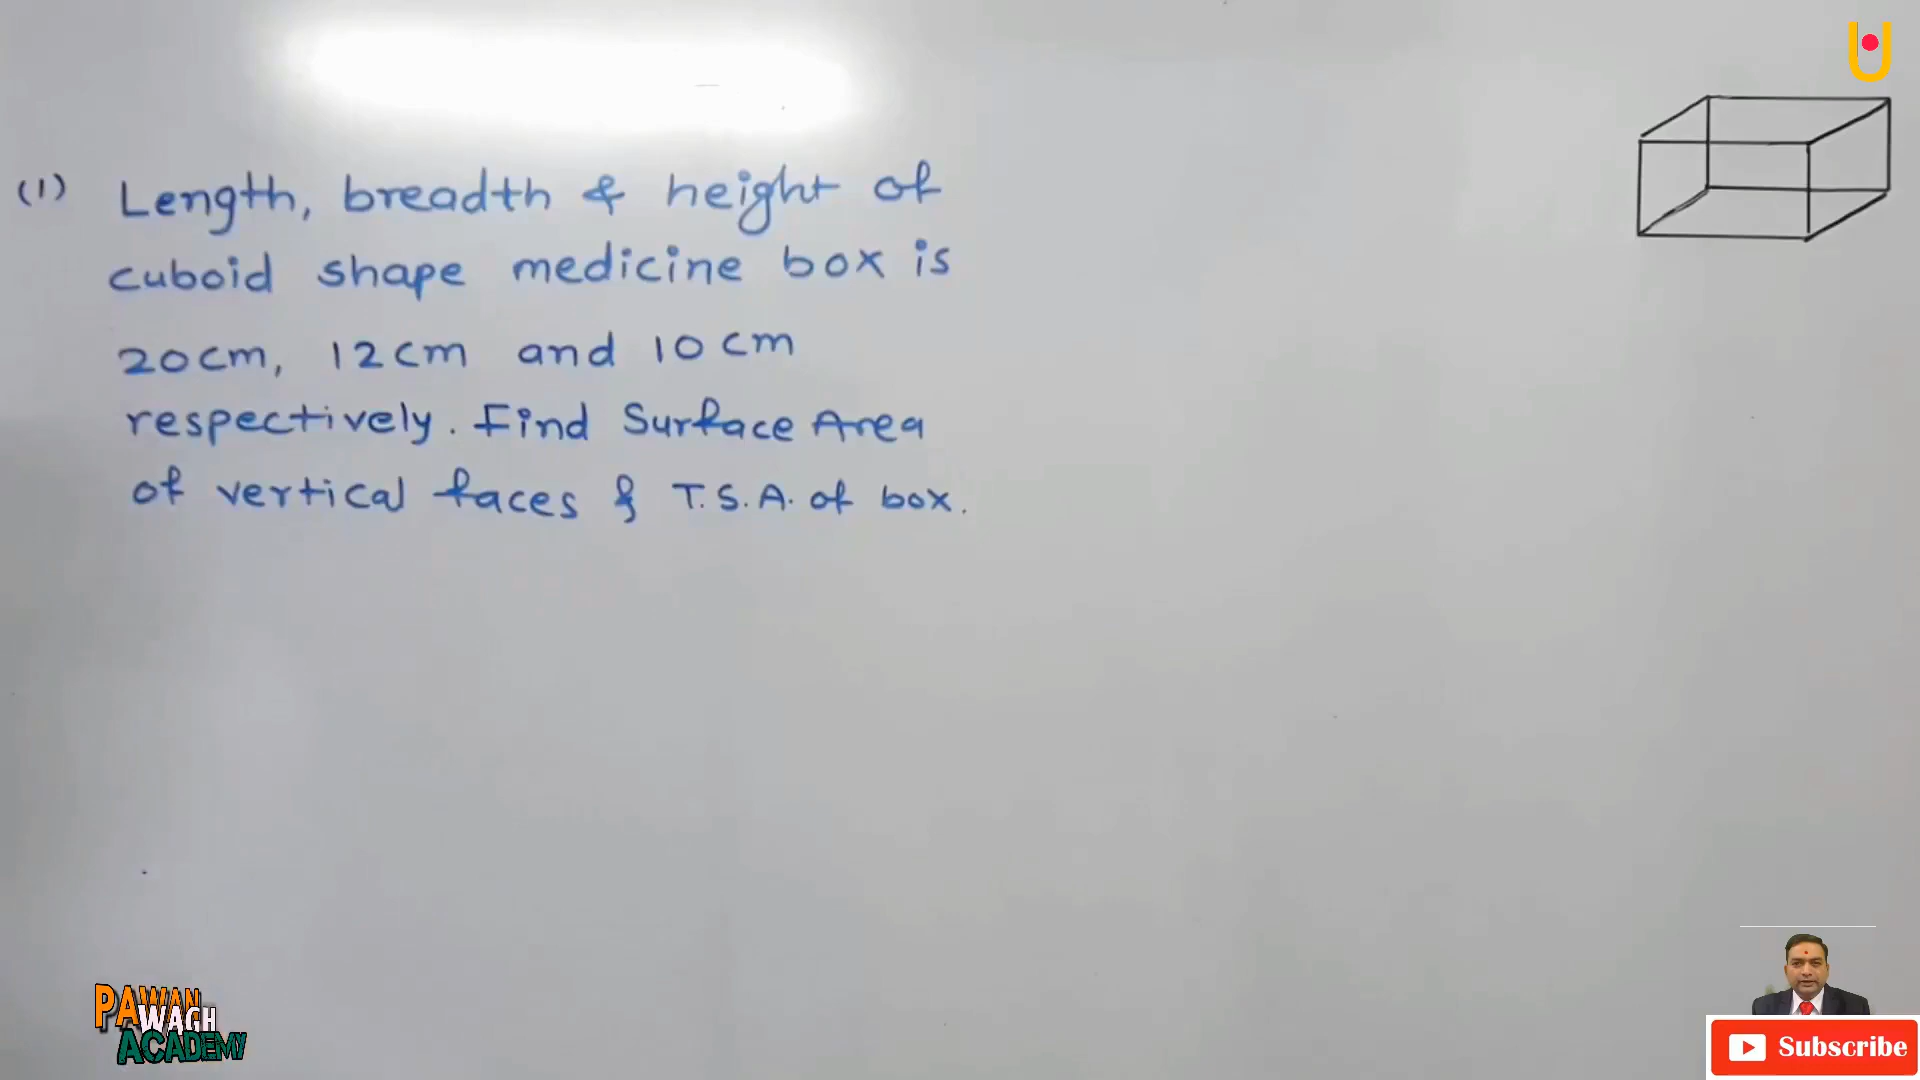 (1) Length, breadth & height of
cuboid shape medicine box is
20cm, 12cm and 10cm
respectively. Find Surface Area
of vertical faces & T.S.A. of box.
PAWAN
WAGH
ACADEMY
Subscribe